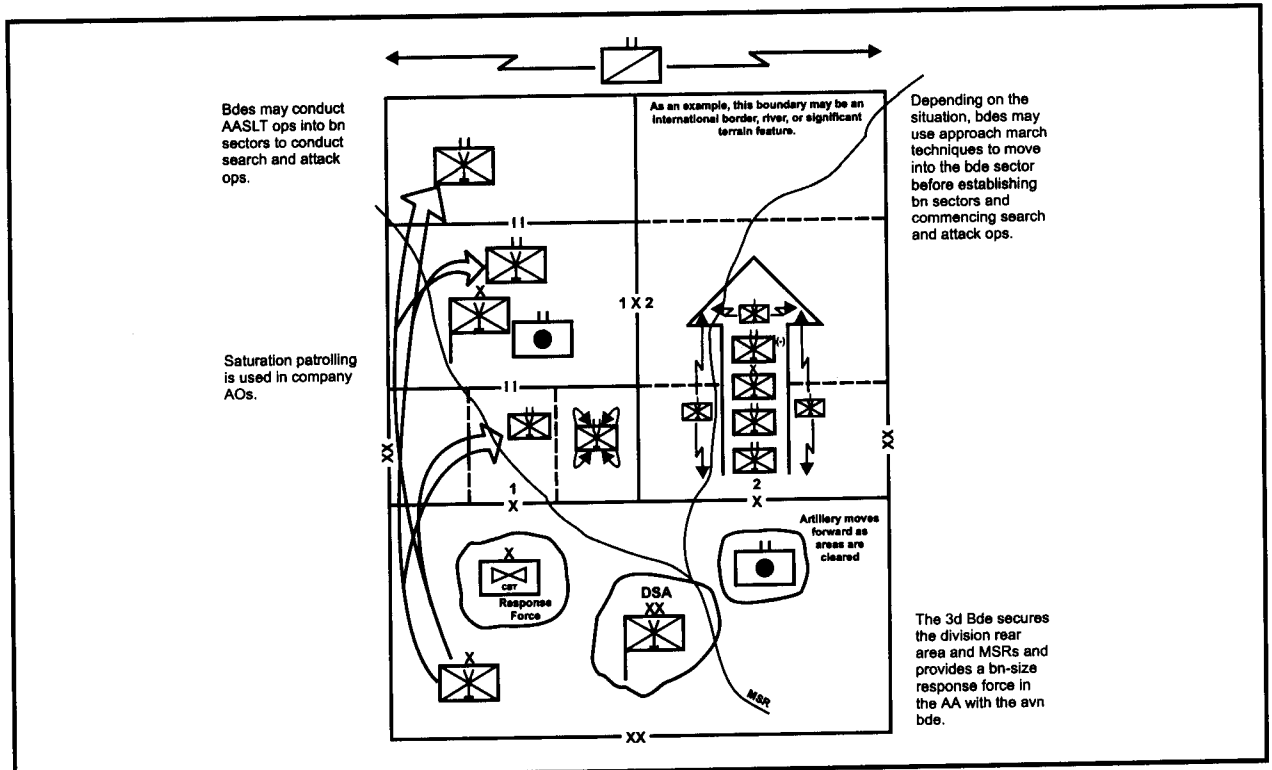 Bdes may conduct
AASLT ops into bn
sectors to conduct
search and attack
ops.
As an example, this boundary may be an
international border, river, or significant
terrain feature.
Depending on the
situation, bdes may
use approach march
techniques to move
into the bde sector
before establishing
bn sectors and
commencing search
and attack ops.
II
X
1 X 2
(-)
X
Saturation patrolling
is used in company
AOs.
II
XX
XX
1
X
2
X
Artillery moves
forward as
areas are
cleared
X
CBT
Response
Force
DSA
XX
X
The 3d Bde secures
the division rear
area and MSRs and
provides a bn-size
response force in
the AA with the avn
bde.
MSR
XX